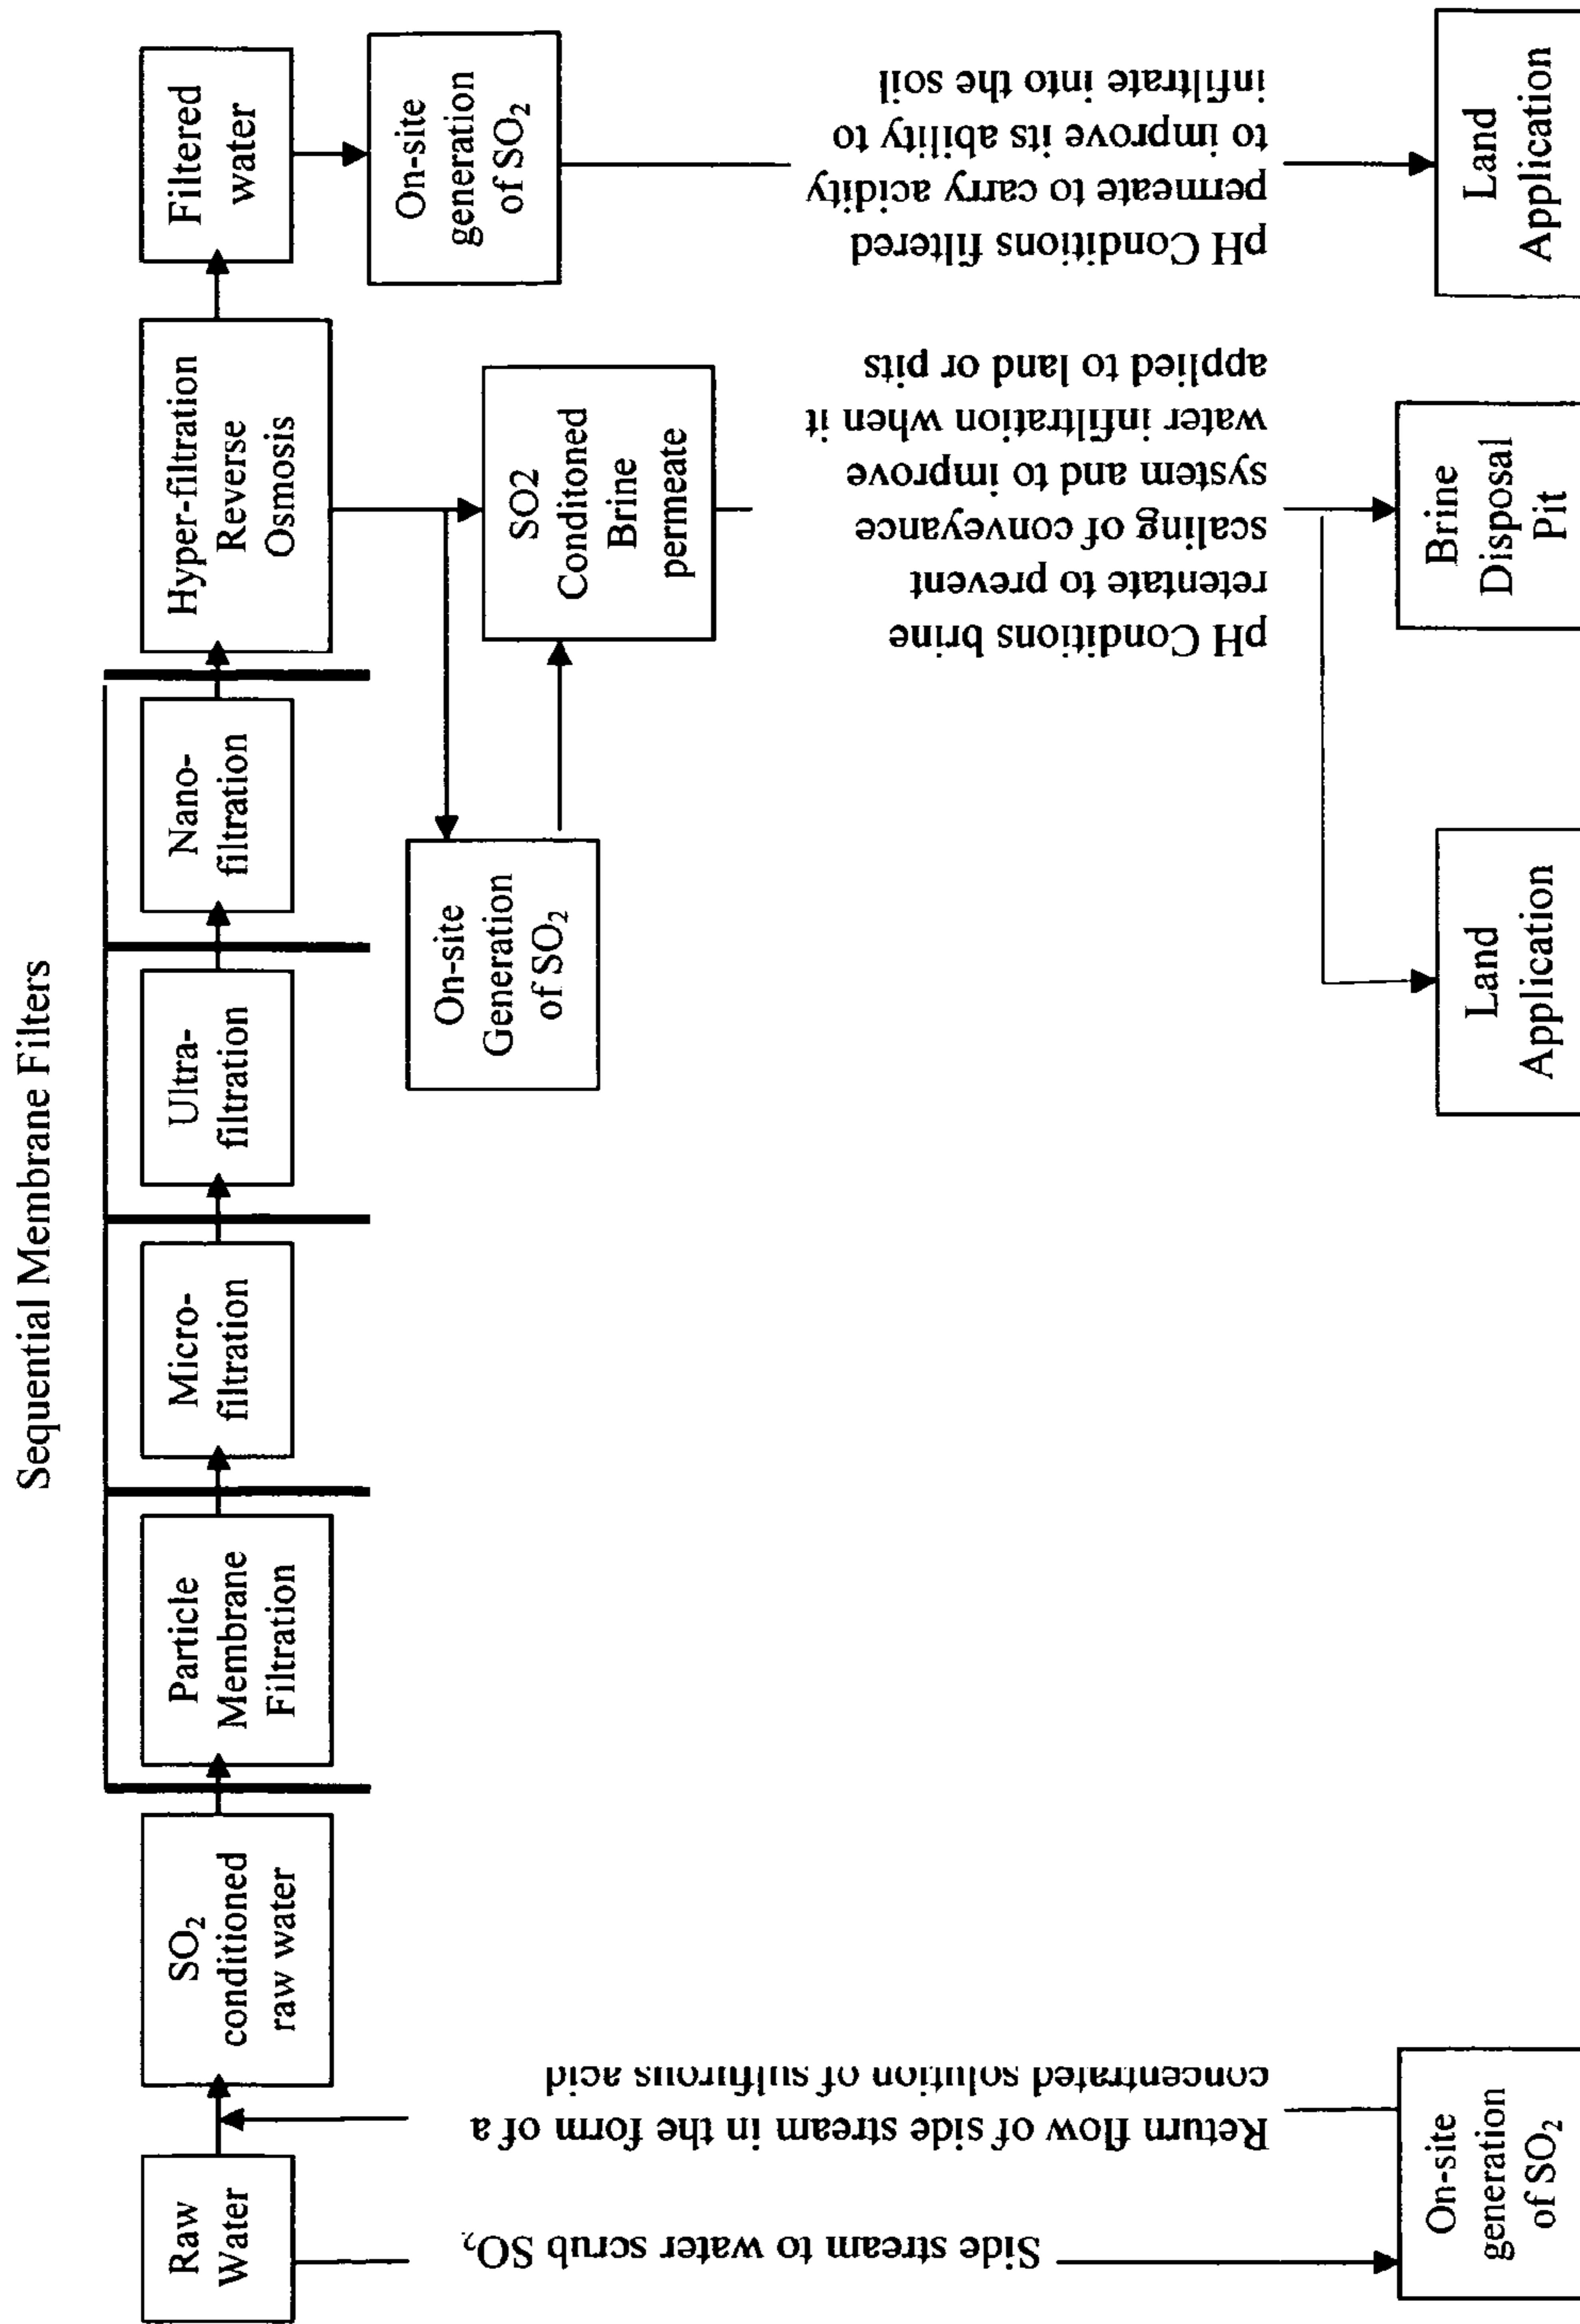 Sequential Membrane Filters
Raw
Water
SO₂
conditioned
raw water
Particle
Membrane
Filtration
Micro-
filtration
Ultra-
filtration
Nano-
filtration
Hyper-filtration
Reverse
Osmosis
Filtered
water
On-site
generation
of SO₂
On-site
Generation
of SO₂
SO2
Conditoned
Brine
permeate
Side stream to water scrub SO₂
Return flow of side stream in the form of a
concentrated solution of sulfurous acid
pH Conditions brine
retentate to prevent
scaling of conveyance
system and to improve
water infiltration when it
applied to land or pits
pH Conditions filtered
permeate to carry acidity
to improve its ability to
infiltrate into the soil
On-site
generation
of SO₂
Land
Application
Brine
Disposal
Pit
Land
Application